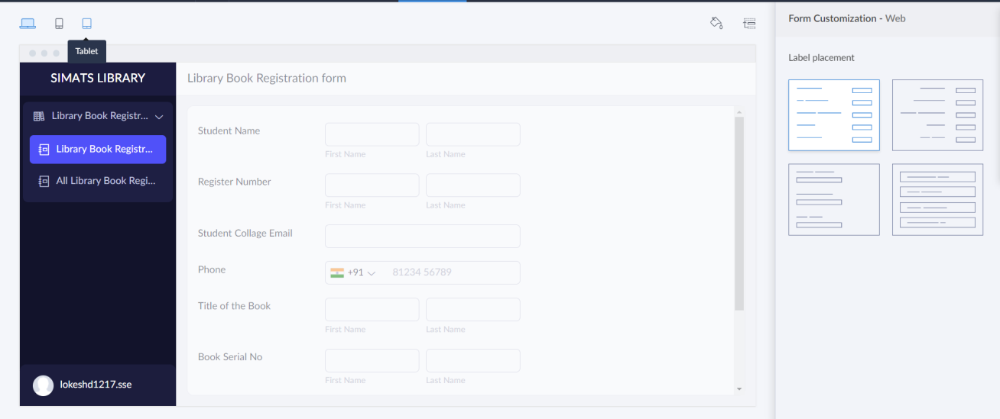 Form Customization - Web
Tablet
Label placement
SIMATS LIBRARY
Library Book Registration form
Library Book Registr...
Library Book Registr...
All Library Book Regi...
Student Name
First Name
Last Name
Register Number
First Name
Last Name
Student Collage Email
Phone
+91
81234 56789
Title of the Book
First Name
Last Name
Book Serial No
First Name
Last Name
lokeshd1217.sse